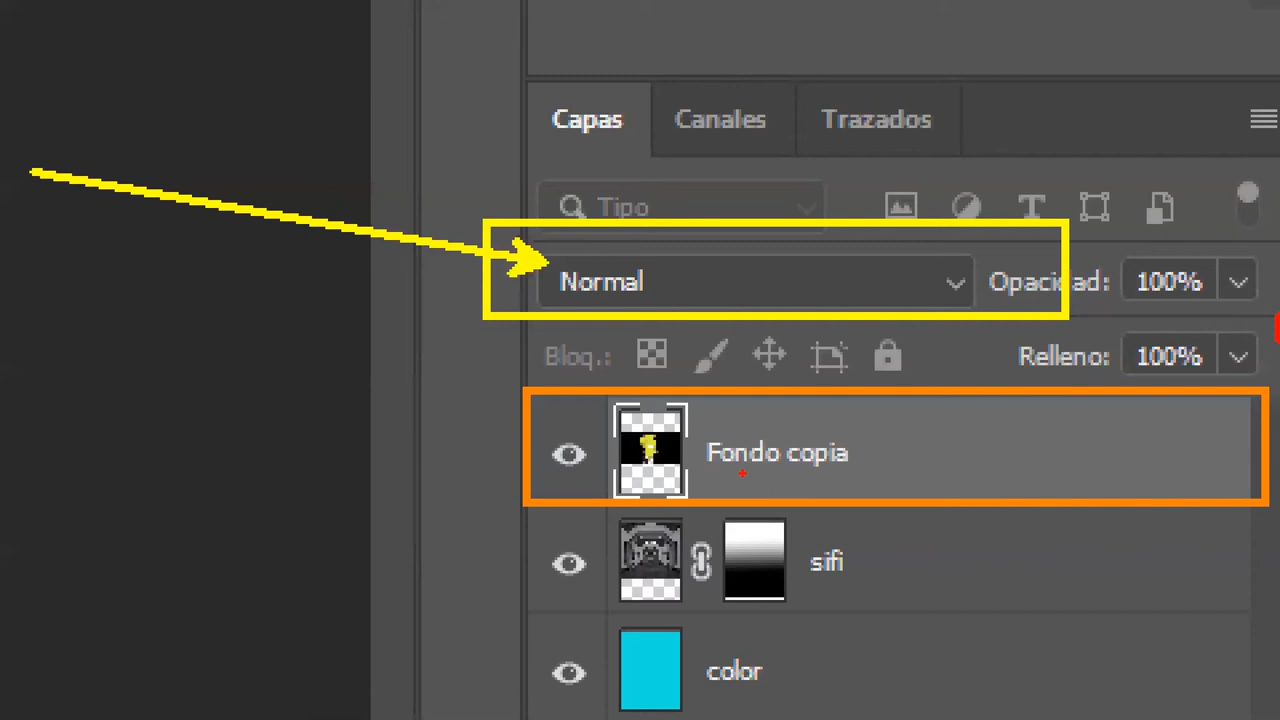 Capas Canales Trazados
Tipo
Normal Opacidad: 100%
Bloq.: Relleno: 100%
Fondo copia
sifi
color